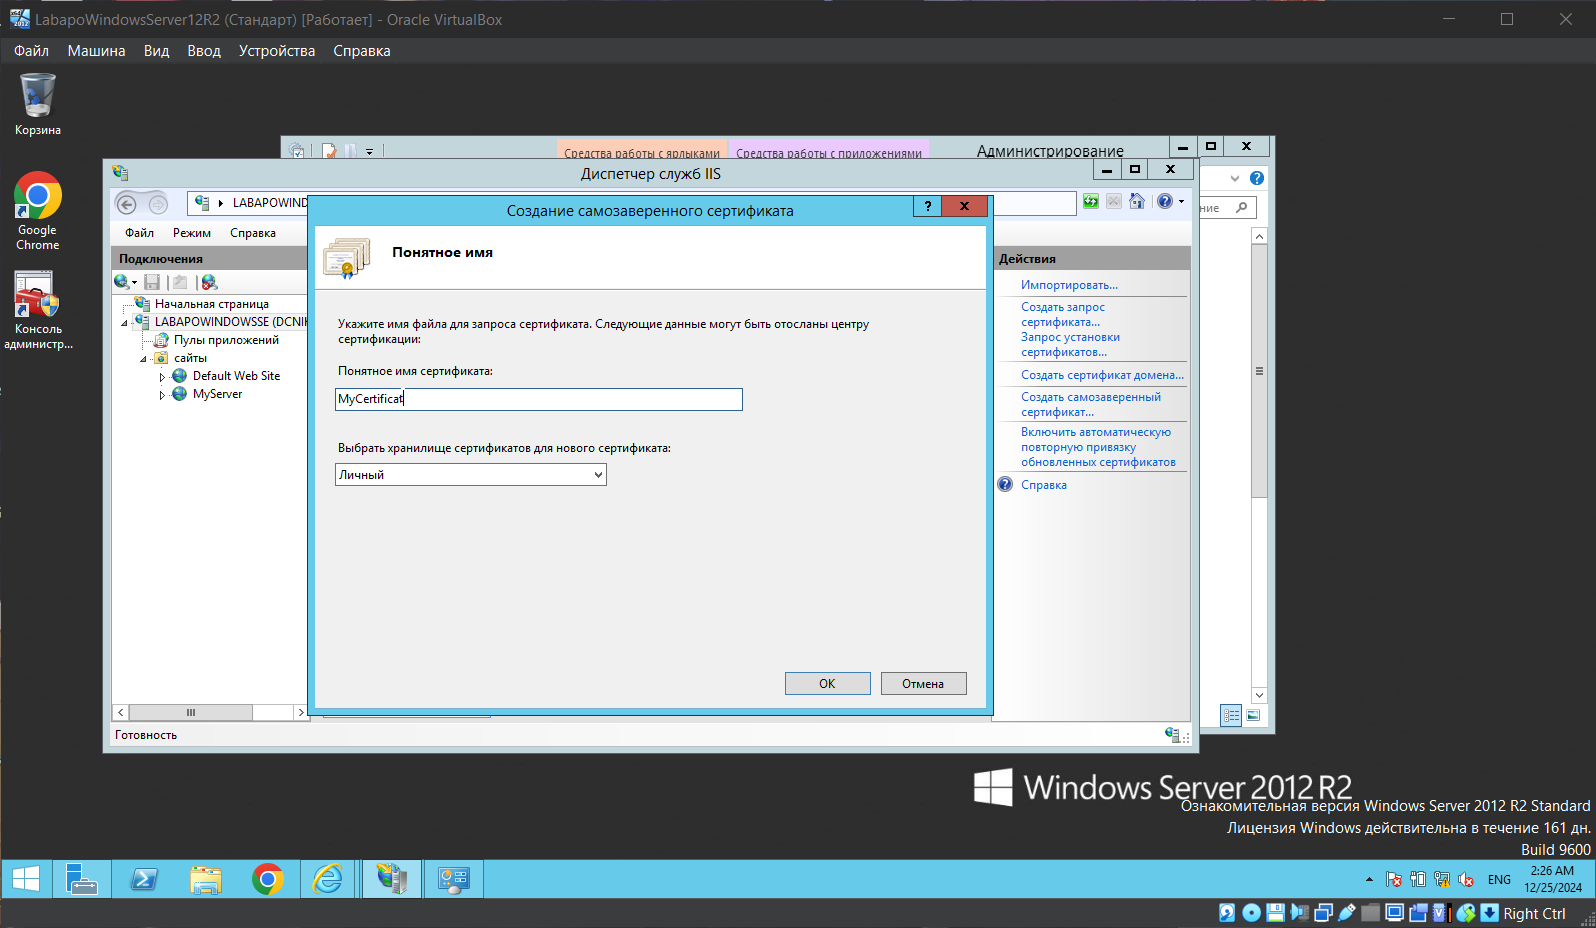 LabapoWindowsServer12R2 (Стандарт) [Работает] - Oracle VirtualBox
Файл Машина Вид Ввод Устройства Справка
Корзина
Google
Chrome
Консоль
администр...
Средства работы с ярлыками Средства работы с приложениями Администрирование
Диспетчер служб IIS
LABAPOWIND
ние
Файл Режим Справка
Подключения
Начальная страница
LABAPOWINDOWSSE (DCNI
Пулы приложений
сайты
Default Web Site
MyServer
Готовность
Создание самозаверенного сертификата
Понятное имя
Укажите имя файла для запроса сертификата. Следующие данные могут быть отосланы центру
сертификации:
Понятное имя сертификата:
MyCertificat
Выбрать хранилище сертификатов для нового сертификата:
Личный
OK Отмена
Действия
Импортировать...
Создать запрос
сертификата...
Запрос установки
сертификатов...
Создать сертификат домена...
Создать самозаверенный
сертификат...
Включить автоматическую
повторную привязку
обновленных сертификатов
Справка
Windows Server 2012 R2
Ознакомительная версия Windows Server 2012 R2 Standard
Лицензия Windows действительна в течение 161 дн.
Build 9600
ENG
2:26 AM
12/25/2024
Right Ctrl